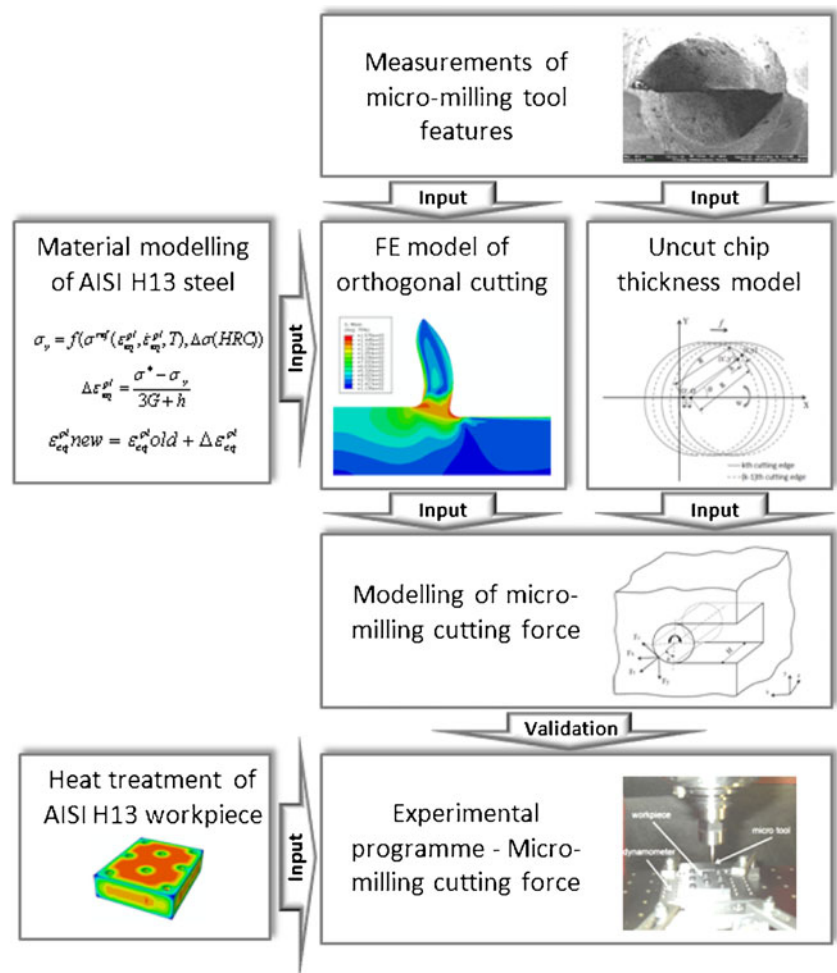 Measurements of
micro-milling tool
features
Input
Input
Material modelling
of AISI H13 steel
σ_y = f(σ^ref(ε_eq^pl, ε̇_eq^pl, T), Δσ(HRC))
Δε_eq^pl = (σ* − σ_y) / (3G + h)
ε_eq^pl new = ε_eq^pl old + Δε_eq^pl
Input
FE model of
orthogonal cutting
Uncut chip
thickness model
Y
f
X
kth cutting edge
(k-1)th cutting edge
Input
Input
Modelling of micro-
milling cutting force
Validation
Heat treatment of
AISI H13 workpiece
Input
Experimental
programme - Micro-
milling cutting force
workpiece
micro tool
dynamometer